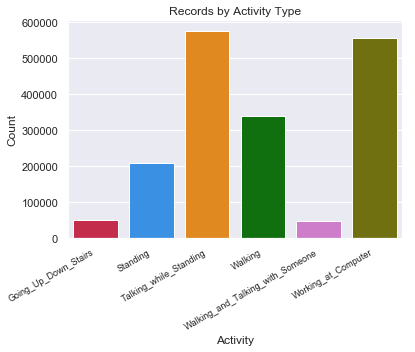 Records by Activity Type
600000
500000
400000
300000
200000
100000
0
Count
Going_Up_Down_Stairs
Standing
Talking_while_Standing
Walking
Walking_and_Talking_with_Someone
Working_at_Computer
Activity